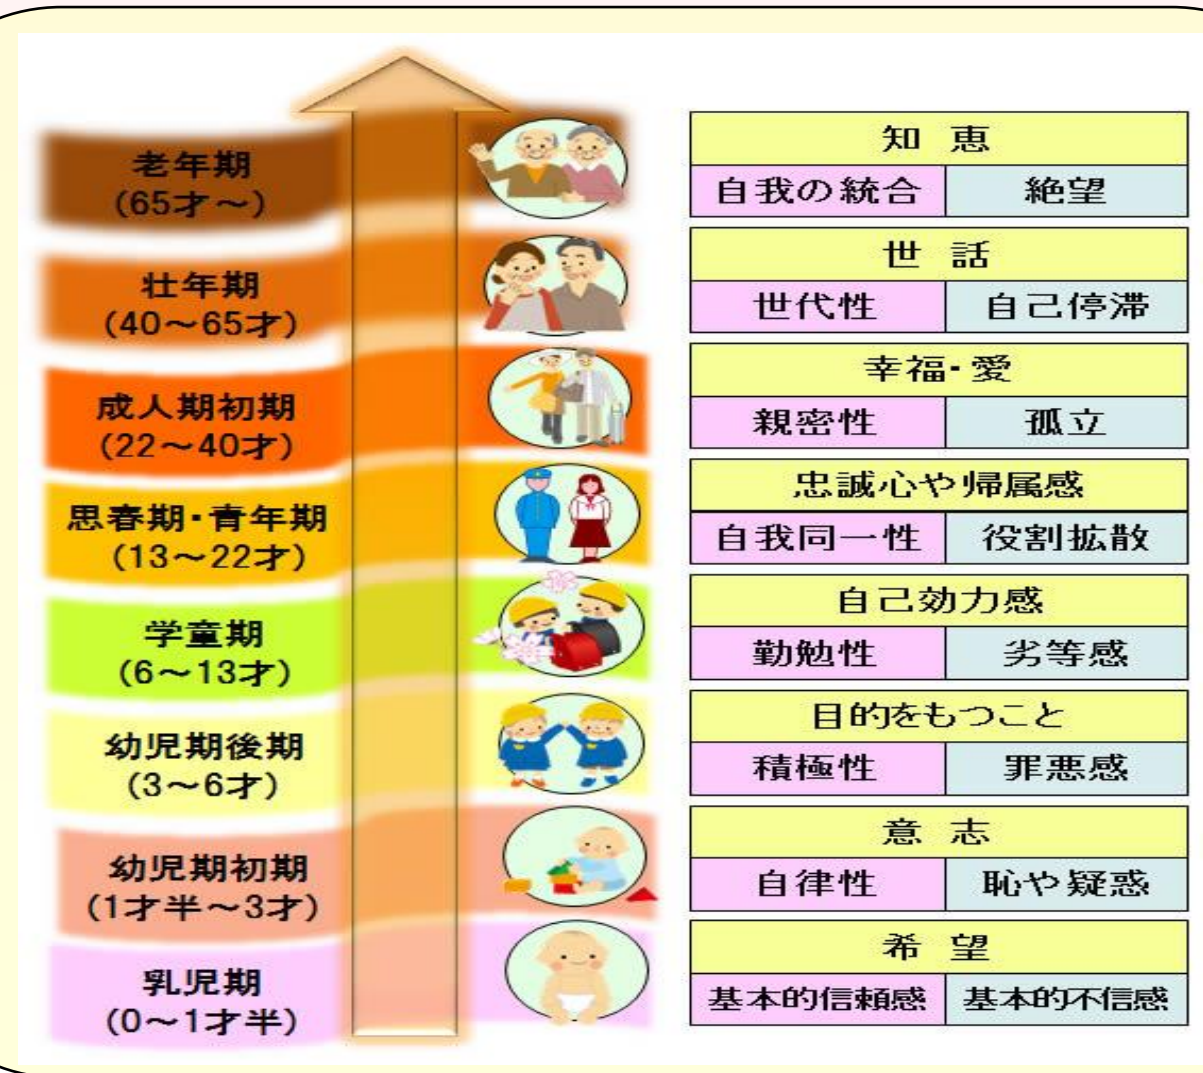 老年期
(65才～)
知 恵
自我の統合 絶望
壮年期
(40～65才)
世 話
世代性 自己停滞
成人期初期
(22～40才)
幸福・愛
親密性 孤立
思春期・青年期
(13～22才)
忠誠心や帰属感
自我同一性 役割拡散
学童期
(6～13才)
自己効力感
勤勉性 劣等感
幼児期後期
(3～6才)
目的をもつこと
積極性 罪悪感
幼児期初期
(1才半～3才)
意 志
自律性 恥や疑惑
乳児期
(0～1才半)
希 望
基本的信頼感 基本的不信感